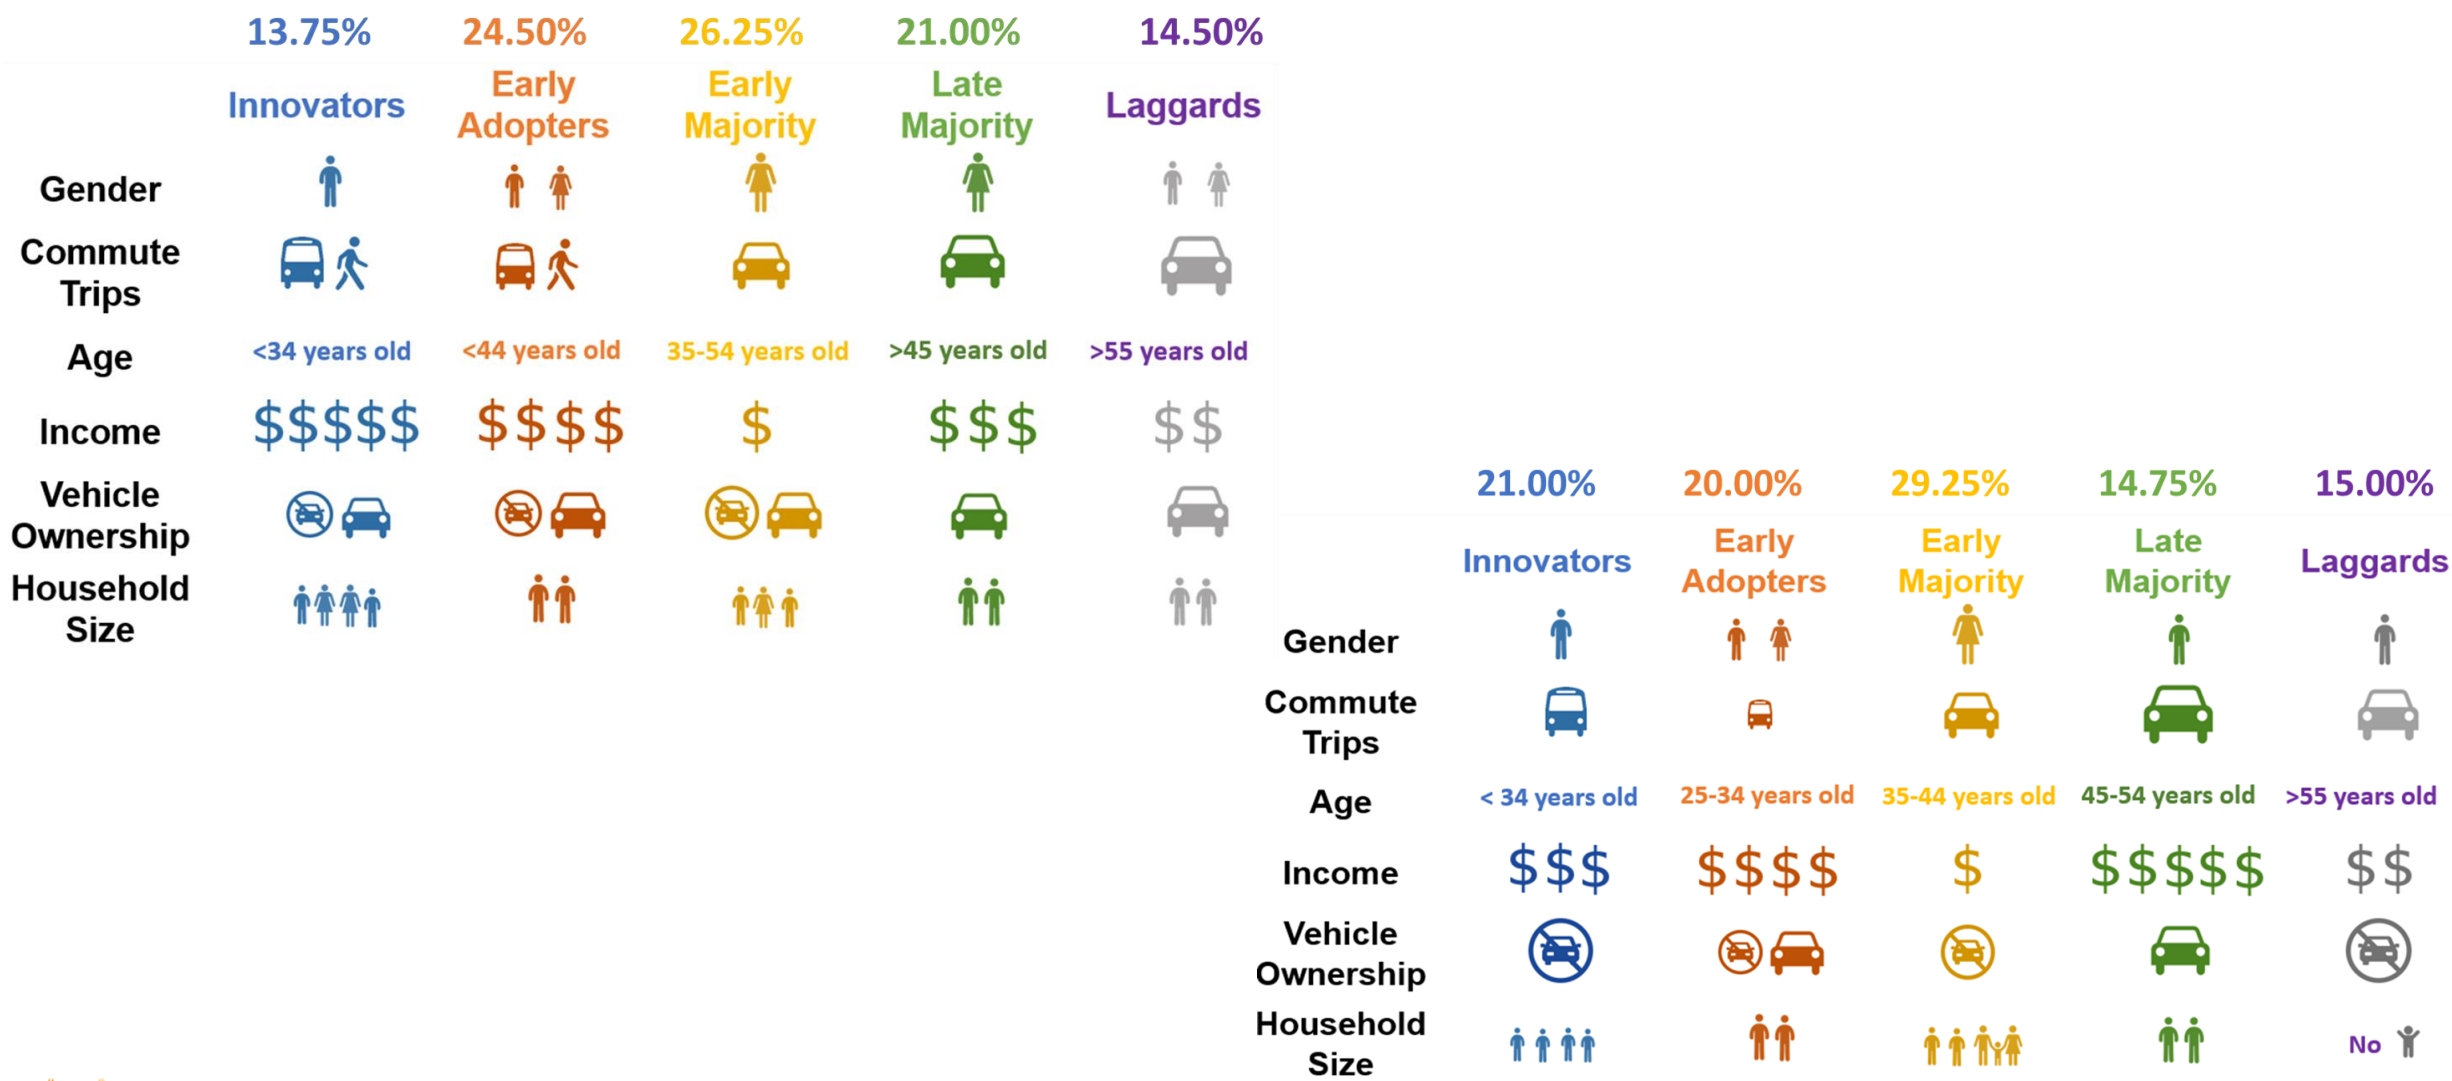 13.75% 24.50% 26.25% 21.00% 14.50%
Innovators Early Adopters Early Majority Late Majority Laggards
Gender
Commute Trips
Age <34 years old <44 years old 35-54 years old >45 years old >55 years old
Income $$$$$ $$$$ $ $$$ $$
Vehicle Ownership
Household Size
21.00% 20.00% 29.25% 14.75% 15.00%
Innovators Early Adopters Early Majority Late Majority Laggards
Gender
Commute Trips
Age < 34 years old 25-34 years old 35-44 years old 45-54 years old >55 years old
Income $$$ $$$$ $ $$$$$ $$
Vehicle Ownership
Household Size No